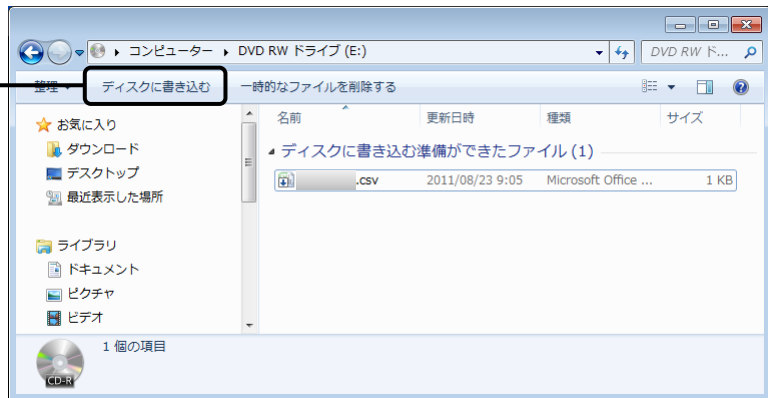 コンピューター ▸ DVD RW ドライブ (E:)
DVD RW ド...
整理
ディスクに書き込む
一時的なファイルを削除する
お気に入り
ダウンロード
デスクトップ
最近表示した場所
ライブラリ
ドキュメント
ピクチャ
ビデオ
名前 更新日時 種類 サイズ
ディスクに書き込む準備ができたファイル (1)
.csv 2011/08/23 9:05 Microsoft Office ... 1 KB
1 個の項目
CD-R